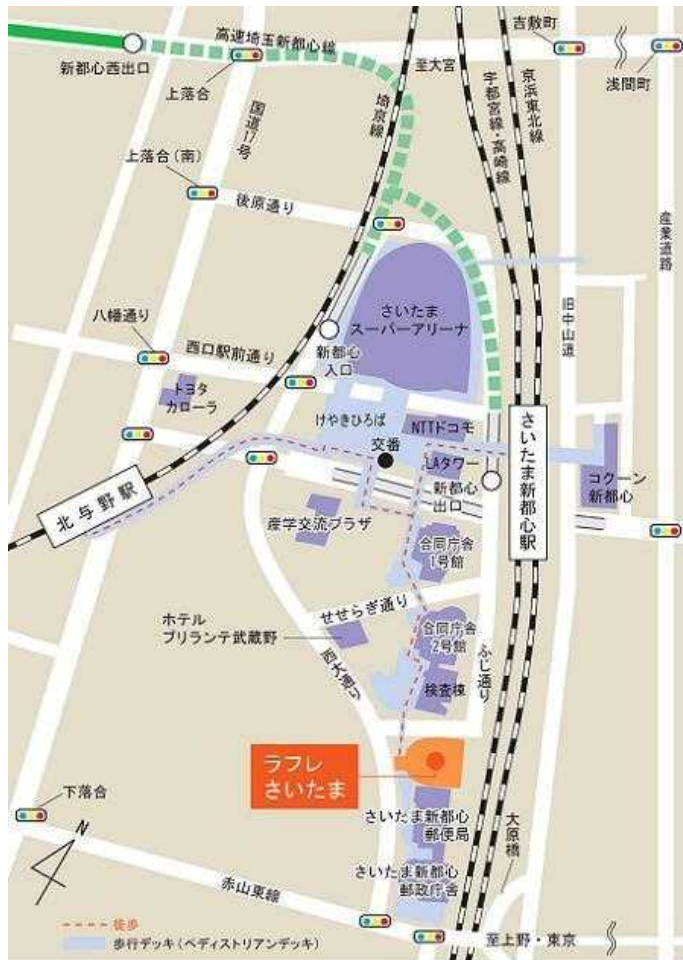 高速埼玉新都心線
吉敷町
新都心西出口
至大宮
浅間町
上落合
国道17号
埼京線
宇都宮線・高崎線
京浜東北線
上落合(南)
後原通り
産業道路
さいたま
スーパーアリーナ
旧中山道
八幡通り
西口駅前通り
新都心
入口
トヨタ
カローラ
けやきひろば
NTTドコモ
交番
LAタワー
さいたま新都心駅
コクーン
新都心
北与野駅
新都心
出口
産学交流プラザ
合同庁舎
1号館
せせらぎ通り
ホテル
ブリランテ武蔵野
合同庁舎
2号館
ふじ通り
西大通り
検査棟
ラフレ
さいたま
下落合
さいたま新都心
郵便局
大原橋
N
さいたま新都心
郵政庁舎
赤山東線
徒歩
至上野・東京
歩行デッキ(ペディストリアンデッキ)